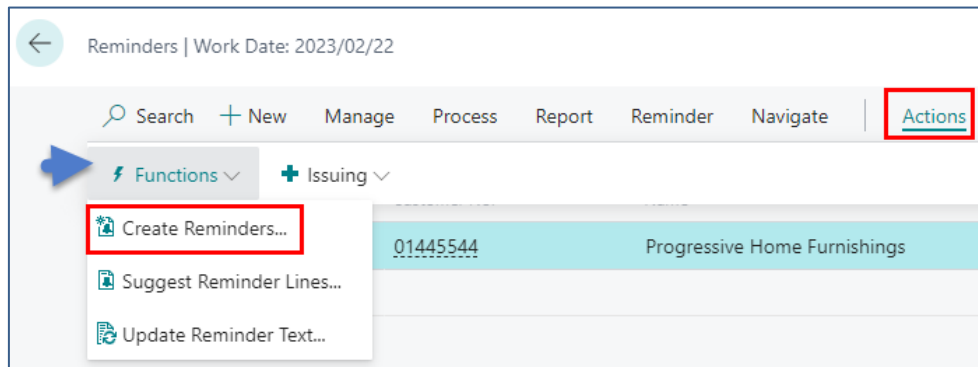 Reminders | Work Date: 2023/02/22
Search New Manage Process Report Reminder Navigate Actions
Functions Issuing
Create Reminders...
01445544 Progressive Home Furnishings
Suggest Reminder Lines...
Update Reminder Text...